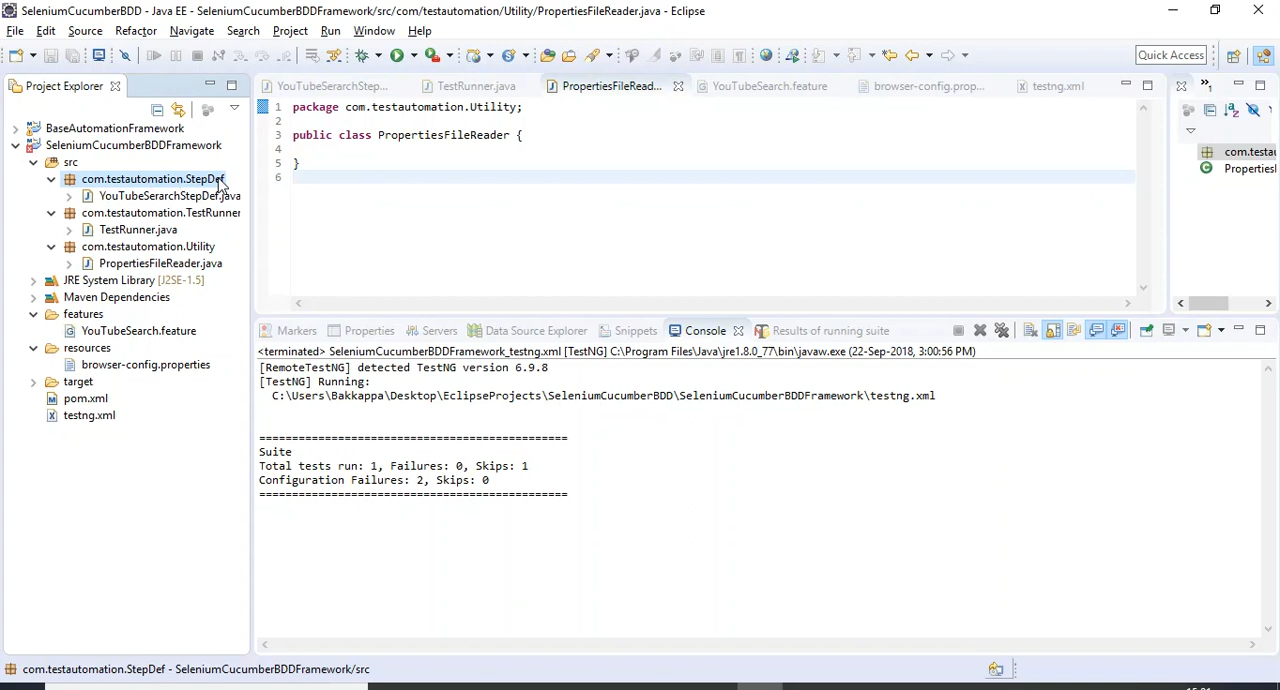 SeleniumCucumberBDD - Java EE - SeleniumCucumberBDDFramework/src/com/testautomation/Utility/PropertiesFileReader.java - Eclipse
File Edit Source Refactor Navigate Search Project Run Window Help
Quick Access
Project Explorer
BaseAutomationFramework
SeleniumCucumberBDDFramework
src
com.testautomation.StepDef
YouTubeSerarchStepDef.java
com.testautomation.TestRunner
TestRunner.java
com.testautomation.Utility
PropertiesFileReader.java
JRE System Library [J2SE-1.5]
Maven Dependencies
features
YouTubeSearch.feature
resources
browser-config.properties
target
pom.xml
testng.xml
YouTubeSerarchStep... TestRunner.java PropertiesFileRead... YouTubeSearch.feature browser-config.prop... testng.xml
1 package com.testautomation.Utility;
2
3 public class PropertiesFileReader {
4
5 }
6
com.testa
Properties
Markers Properties Servers Data Source Explorer Snippets Console Results of running suite
<terminated> SeleniumCucumberBDDFramework_testng.xml [TestNG] C:\Program Files\Java\jre1.8.0_77\bin\javaw.exe (22-Sep-2018, 3:00:56 PM)
[RemoteTestNG] detected TestNG version 6.9.8
[TestNG] Running:
C:\Users\Bakkappa\Desktop\EclipseProjects\SeleniumCucumberBDD\SeleniumCucumberBDDFramework\testng.xml
===============================================
Suite
Total tests run: 1, Failures: 0, Skips: 1
Configuration Failures: 2, Skips: 0
===============================================
com.testautomation.StepDef - SeleniumCucumberBDDFramework/src